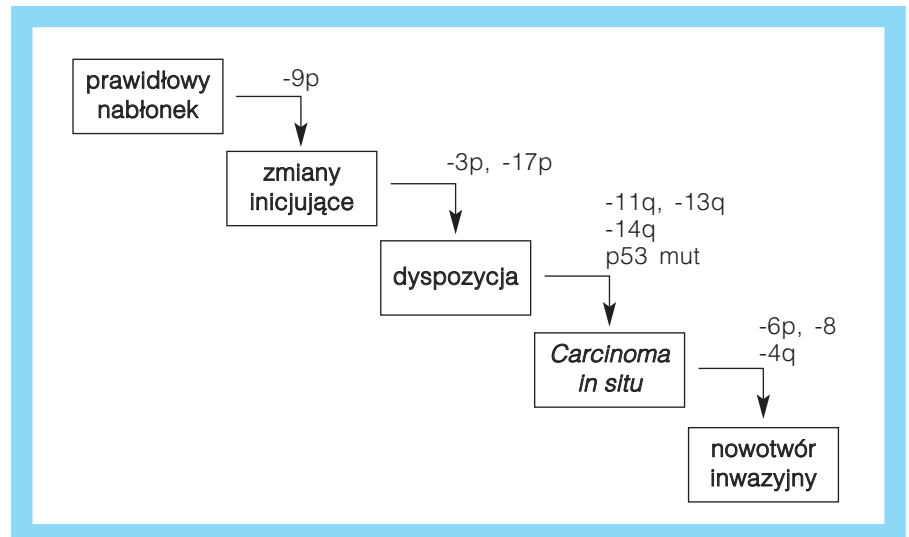 prawidłowy
nabłonek
-9p
zmiany
inicjujące
-3p, -17p
dyspozycja
-11q, -13q
-14q
p53 mut
Carcinoma
in situ
-6p, -8
-4q
nowotwór
inwazyjny